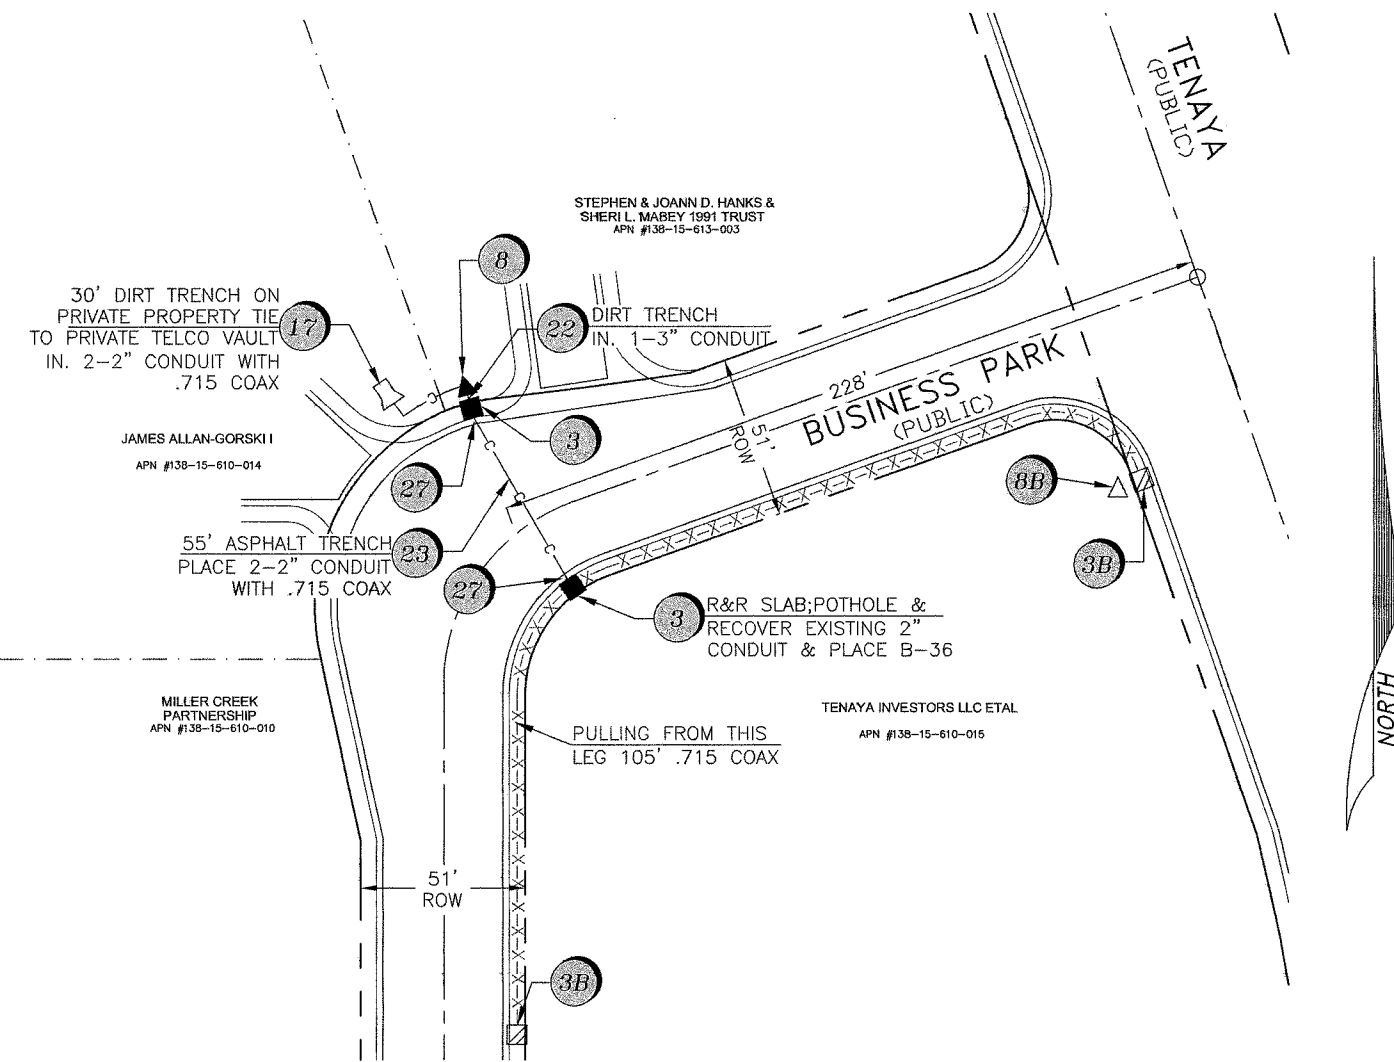 TENAYA
(PUBLIC)
STEPHEN & JOANN D. HANKS &
SHERI L. MABEY 1991 TRUST
APN #138-15-613-003
8
30' DIRT TRENCH ON
PRIVATE PROPERTY TIE
TO PRIVATE TELCO VAULT
IN. 2-2" CONDUIT WITH
.715 COAX
17
22
DIRT TRENCH
IN. 1-3" CONDUIT
C
228'
BUSINESS PARK
(PUBLIC)
51'
ROW
JAMES ALLAN-GORSKI I
APN #138-15-610-014
3
C
27
8B
C
55' ASPHALT TRENCH
PLACE 2-2" CONDUIT
WITH .715 COAX
23
C
3B
27
3
R&R SLAB;POTHOLE &
RECOVER EXISTING 2"
CONDUIT & PLACE B-36
MILLER CREEK
PARTNERSHIP
APN #138-15-610-010
TENAYA INVESTORS LLC ETAL
APN #138-15-610-015
NORTH
PULLING FROM THIS
LEG 105' .715 COAX
51'
ROW
3B